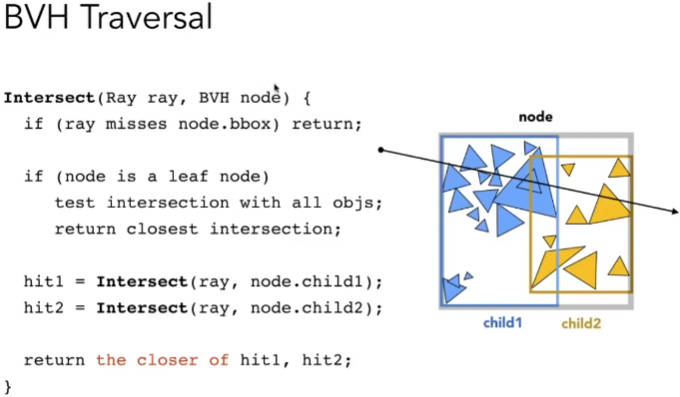 BVH Traversal
Intersect(Ray ray, BVH node) {
if (ray misses node.bbox) return;
if (node is a leaf node)
test intersection with all objs;
return closest intersection;
hit1 = Intersect(ray, node.child1);
hit2 = Intersect(ray, node.child2);
return the closer of hit1, hit2;
}
node
child1
child2